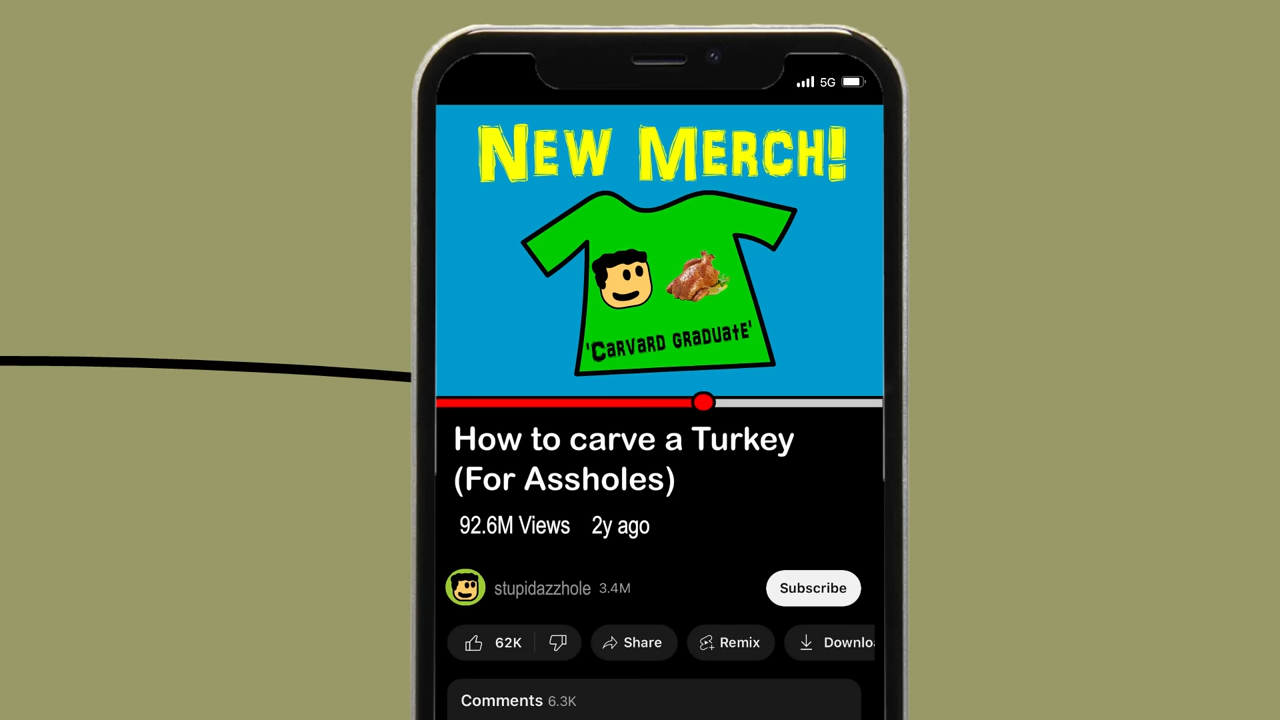 5G
New Merch!
'Carvard graduate'
How to carve a Turkey
(For Assholes)
92.6M Views 2y ago
stupidazzhole 3.4M
Subscribe
62K Share Remix Downloa
Comments 6.3K